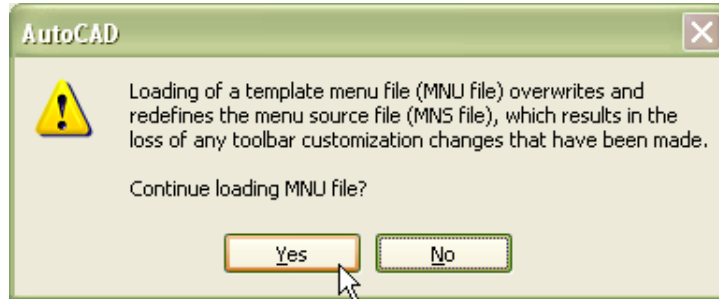 AutoCAD
Loading of a template menu file (MNU file) overwrites and
redefines the menu source file (MNS file), which results in the
loss of any toolbar customization changes that have been made.
Continue loading MNU file?
Yes No